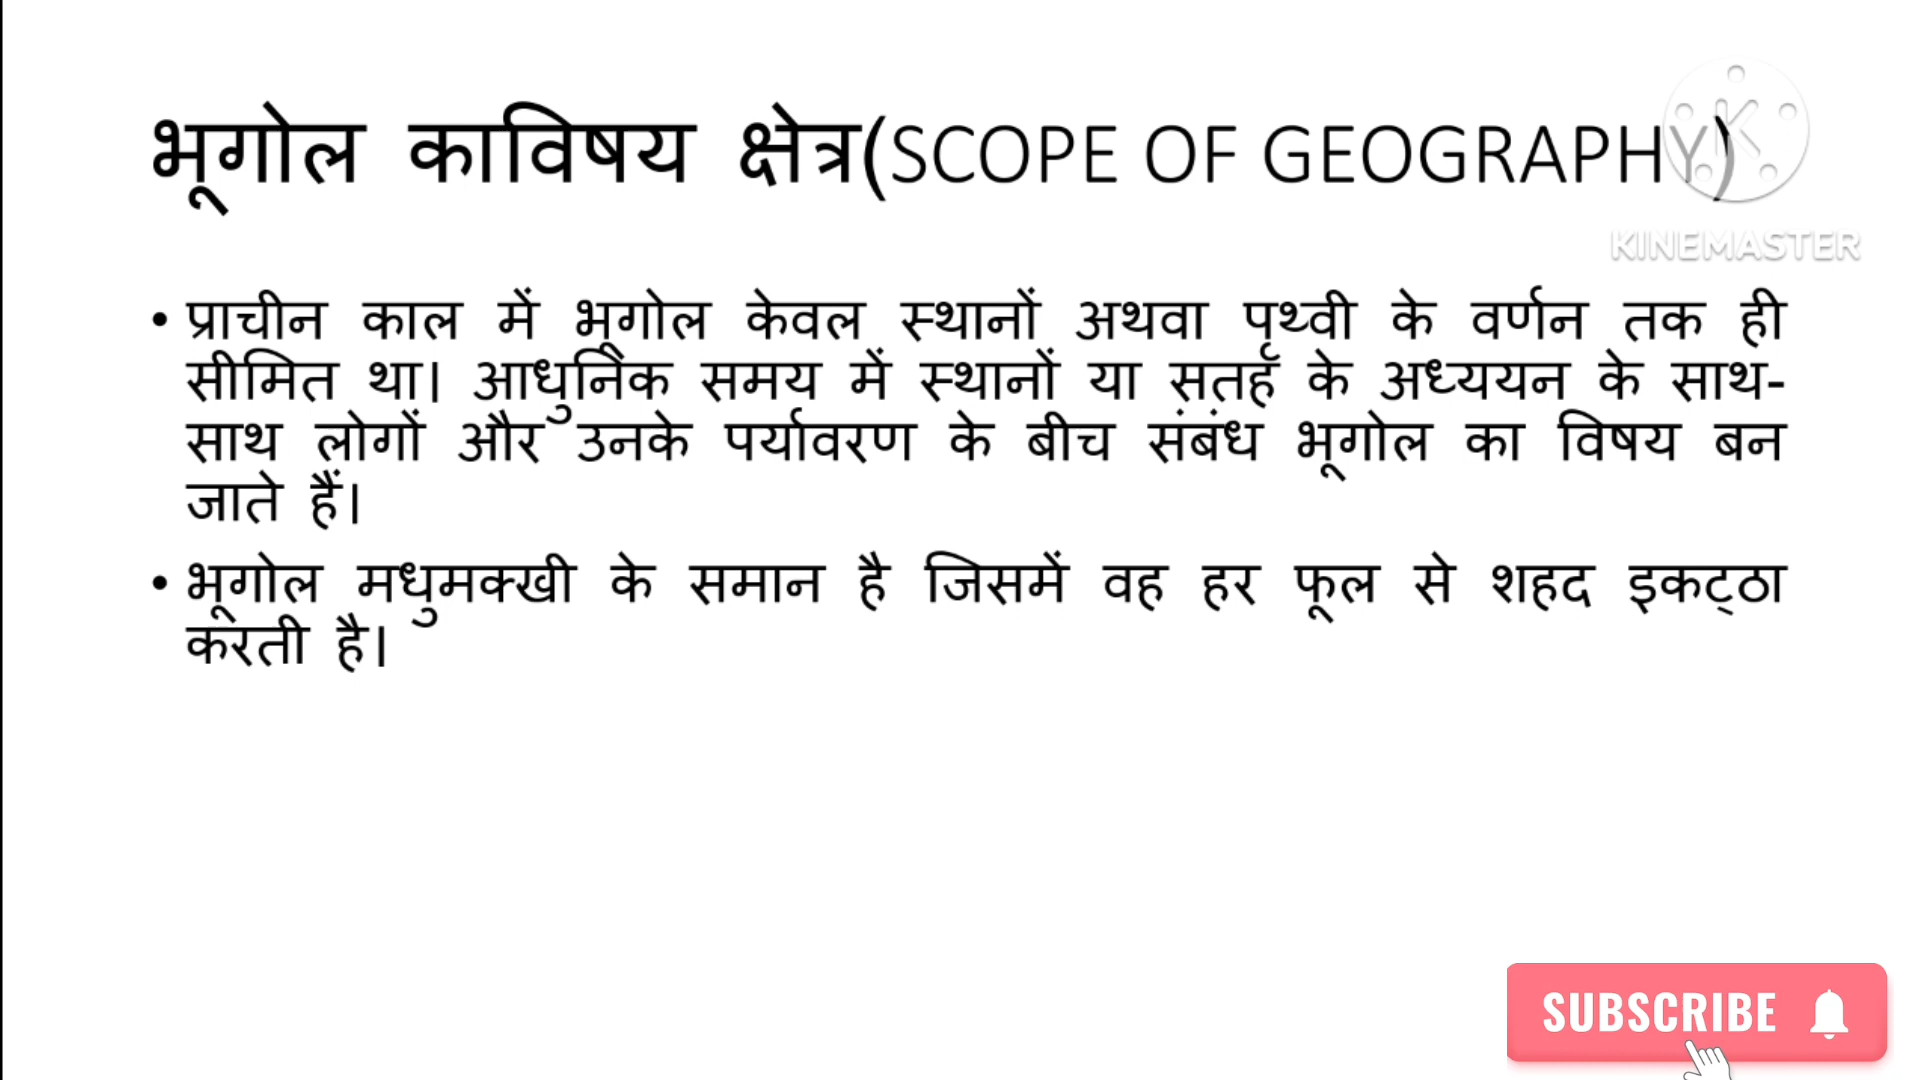 भूगोल काविषय क्षेत्र(SCOPE OF GEOGRAPHY)
KINEMASTER
• प्राचीन काल में भूगोल केवल स्थानों अथवा पृथ्वी के वर्णन तक ही
सीमित था। आधुनिक समय में स्थानों या सतह के अध्ययन के साथ-
साथ लोगों और उनके पर्यावरण के बीच संबंध भूगोल का विषय बन
जाते हैं।
• भूगोल मधुमक्खी के समान है जिसमें वह हर फूल से शहद इकट्ठा
करती है।
SUBSCRIBE